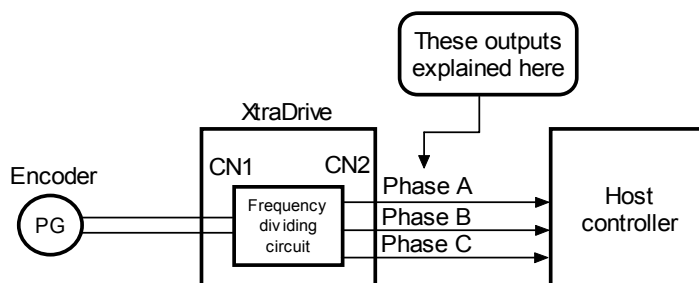 These outputs
explained here
XtraDrive
CN1
CN2
Encoder
PG
Frequency
dividing
circuit
Phase A
Phase B
Phase C
Host
controller